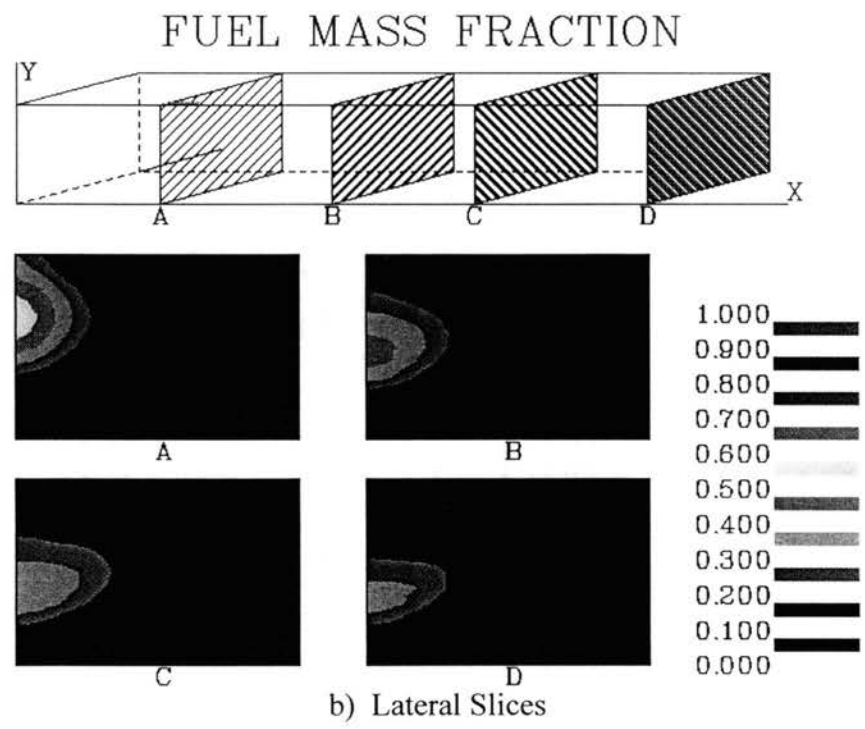 FUEL MASS FRACTION
Y
X
A
B
C
D
A
B
C
D
1.000
0.900
0.800
0.700
0.600
0.500
0.400
0.300
0.200
0.100
0.000
b) Lateral Slices